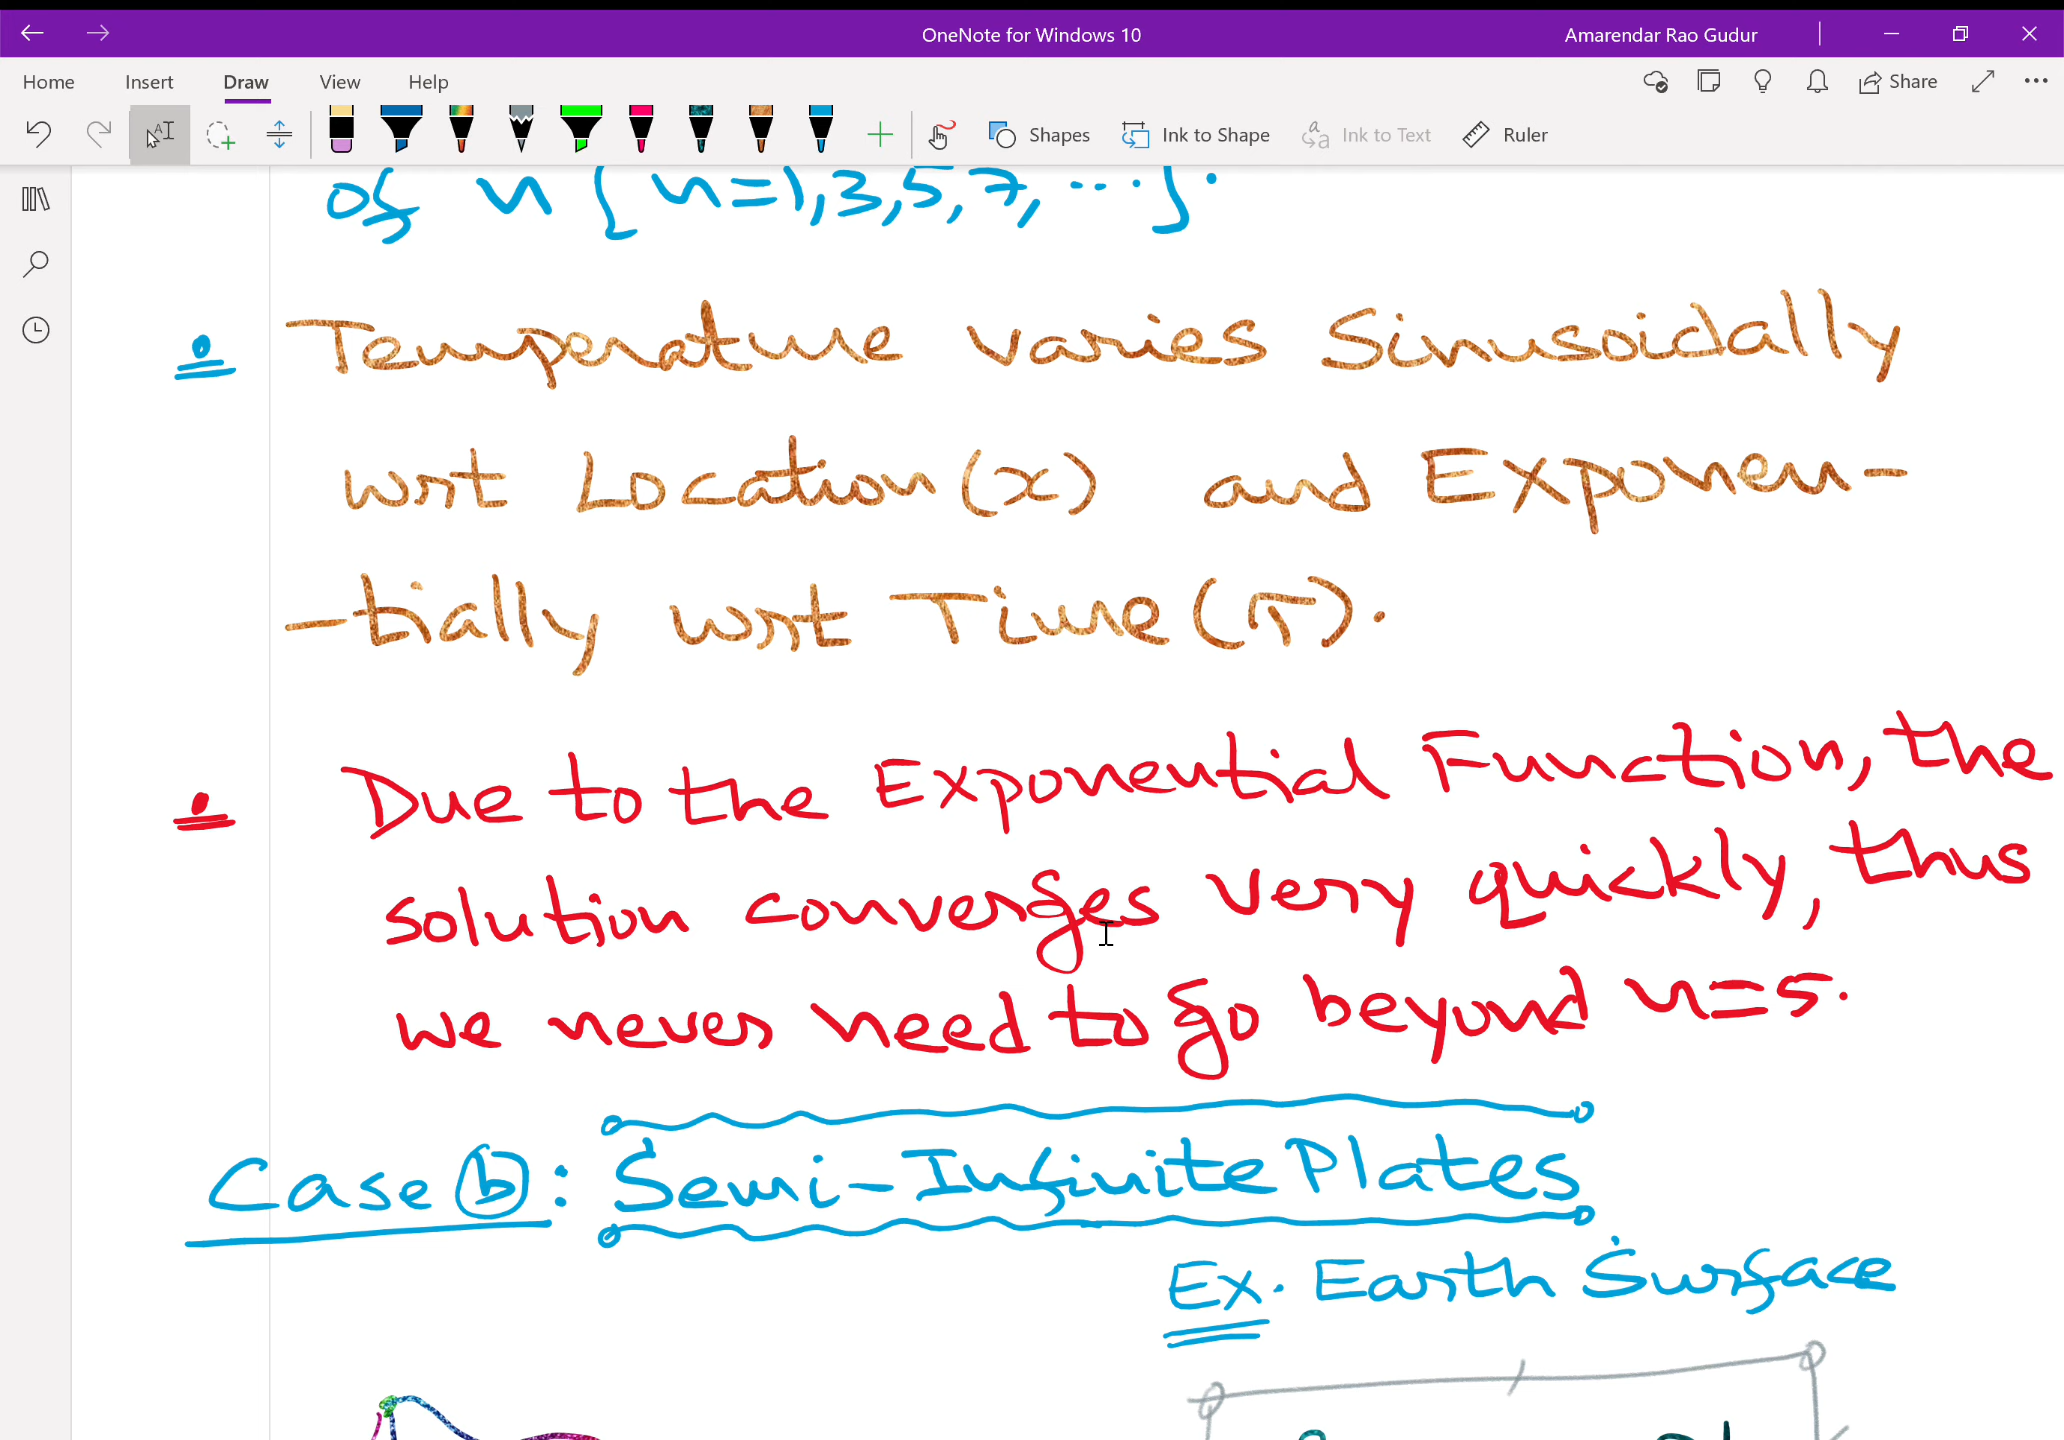 OneNote for Windows 10
Amarendar Rao Gudur
Home Insert Draw View Help Share
Shapes Ink to Shape Ink to Text Ruler
of n {n=1,3,5,7,...}.
Temperature varies Sinusoidally
wrt Location(x) and Exponen-
-tially wrt Time(τ).
Due to the Exponential Function, the
solution converges very quickly, thus
we never need to go beyond n=5.
Case (b): Semi-Infinite Plates
Ex. Earth Surface